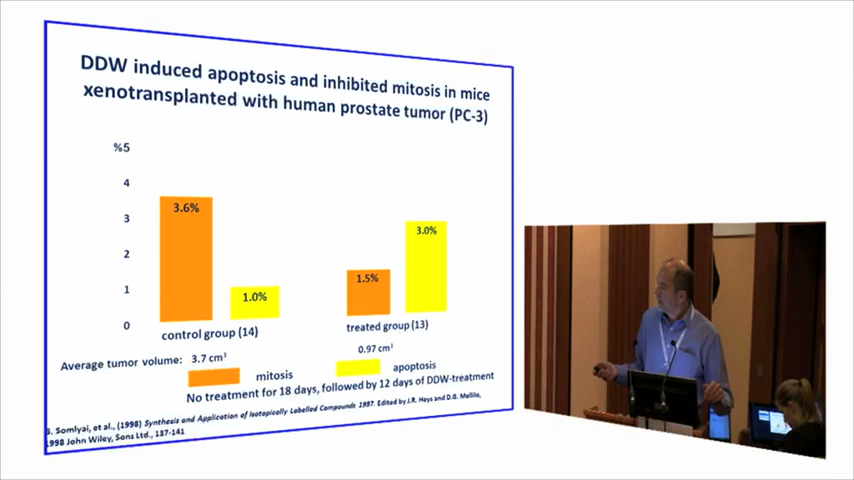 DDW induced apoptosis and inhibited mitosis in mice
xenotransplanted with human prostate tumor (PC-3)
%5
4
3
2
1
0
3.6%
1.0%
1.5%
3.0%
control group (14)
treated group (13)
Average tumor volume: 3.7 cm³
0.97 cm³
mitosis
apoptosis
No treatment for 18 days, followed by 12 days of DDW-treatment
G. Somlyai, et al., (1998) Synthesis and Application of Isotopically Labelled Compounds 1997. Edited by J.R. Heys and D.G. Mellilo,
1998 John Wiley, Sons Ltd., 137-141